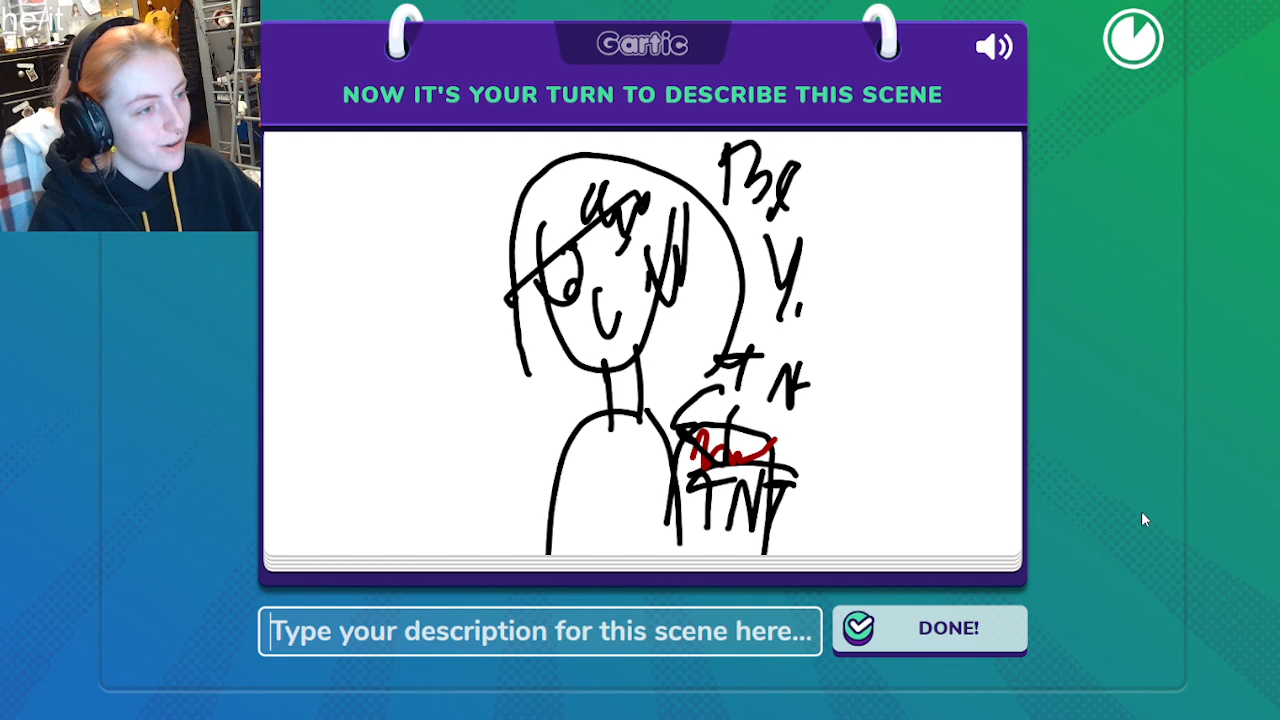 he/it
Gartic
NOW IT'S YOUR TURN TO DESCRIBE THIS SCENE
TNT
Type your description for this scene here...
DONE!